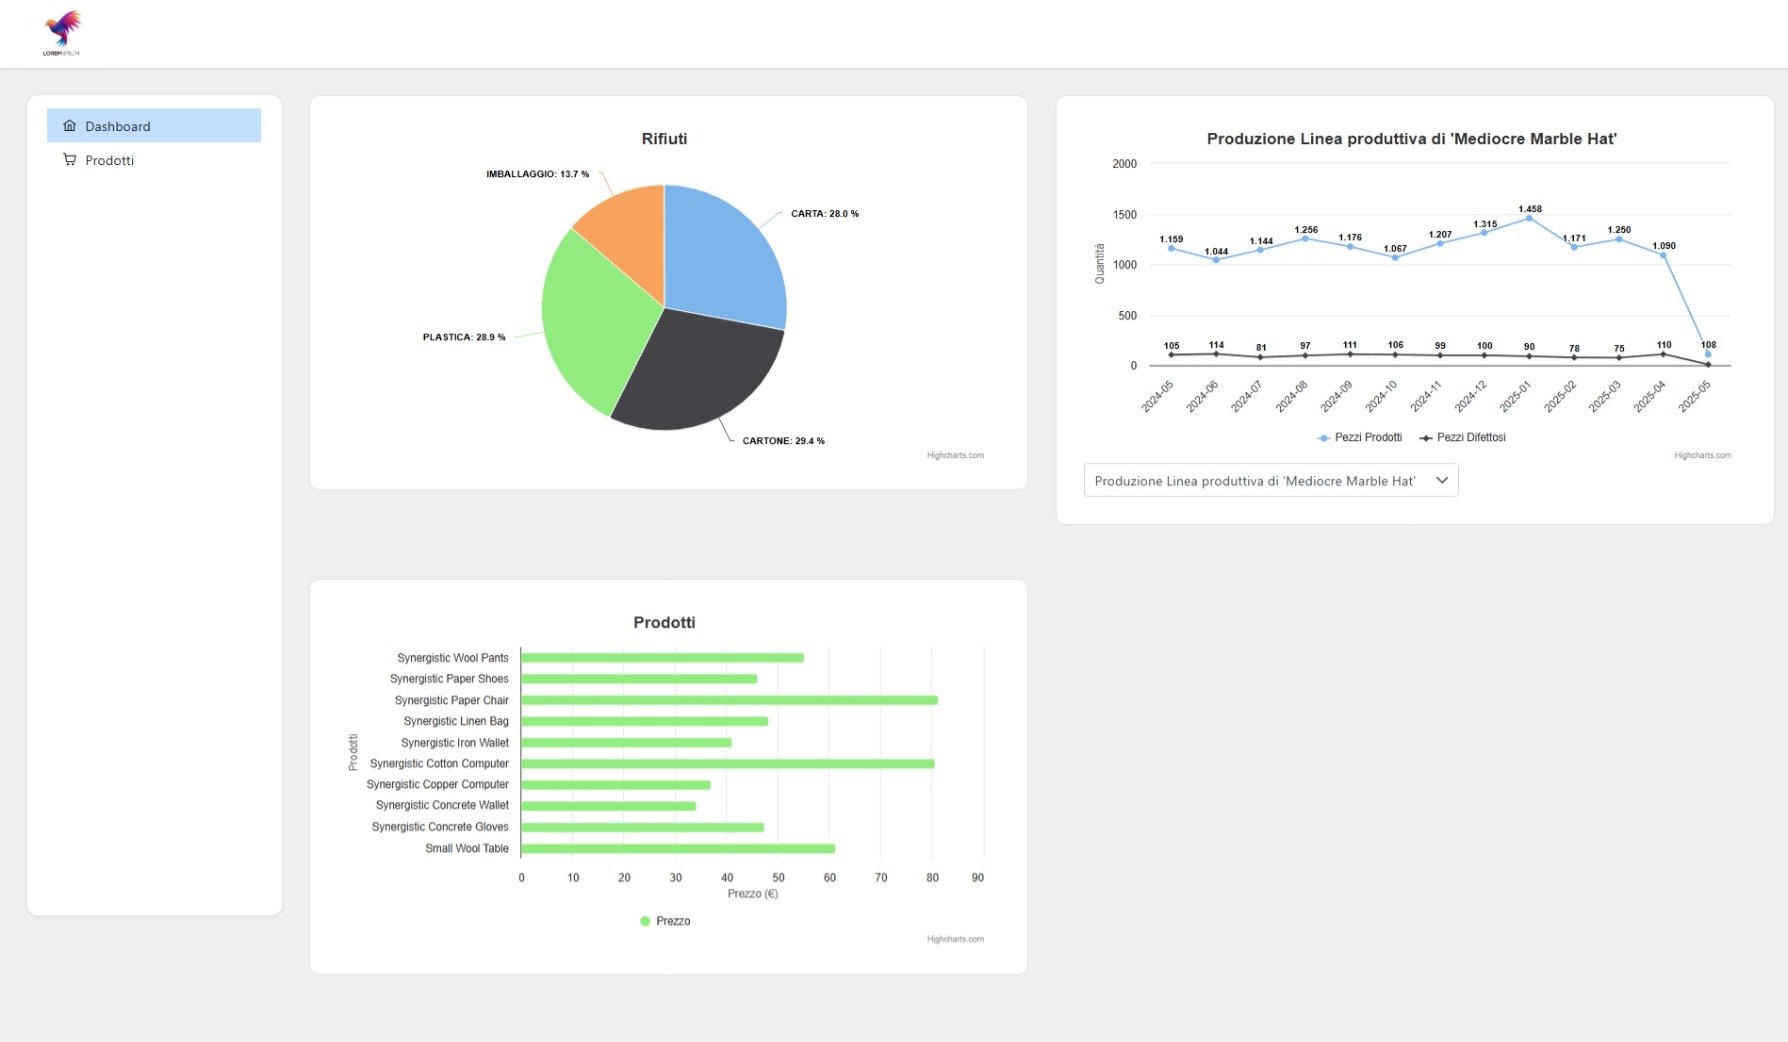 LOREM IPSUM
Dashboard
Prodotti
Rifiuti
IMBALLAGGIO: 13.7 %
CARTA: 28.0 %
PLASTICA: 28.9 %
CARTONE: 29.4 %
Highcharts.com
Produzione Linea produttiva di 'Mediocre Marble Hat'
Quantità
2000
1500
1000
500
0
1.159
1.044
1.144
1.256
1.176
1.067
1.207
1.315
1.458
1.171
1.250
1.090
105
114
81
97
111
106
99
100
90
78
75
110
108
2024-05
2024-06
2024-07
2024-08
2024-09
2024-10
2024-11
2024-12
2025-01
2025-02
2025-03
2025-04
2025-05
Pezzi Prodotti
Pezzi Difettosi
Highcharts.com
Produzione Linea produttiva di 'Mediocre Marble Hat'
Prodotti
Prodotti
Synergistic Wool Pants
Synergistic Paper Shoes
Synergistic Paper Chair
Synergistic Linen Bag
Synergistic Iron Wallet
Synergistic Cotton Computer
Synergistic Copper Computer
Synergistic Concrete Wallet
Synergistic Concrete Gloves
Small Wool Table
0 10 20 30 40 50 60 70 80 90
Prezzo (€)
Prezzo
Highcharts.com